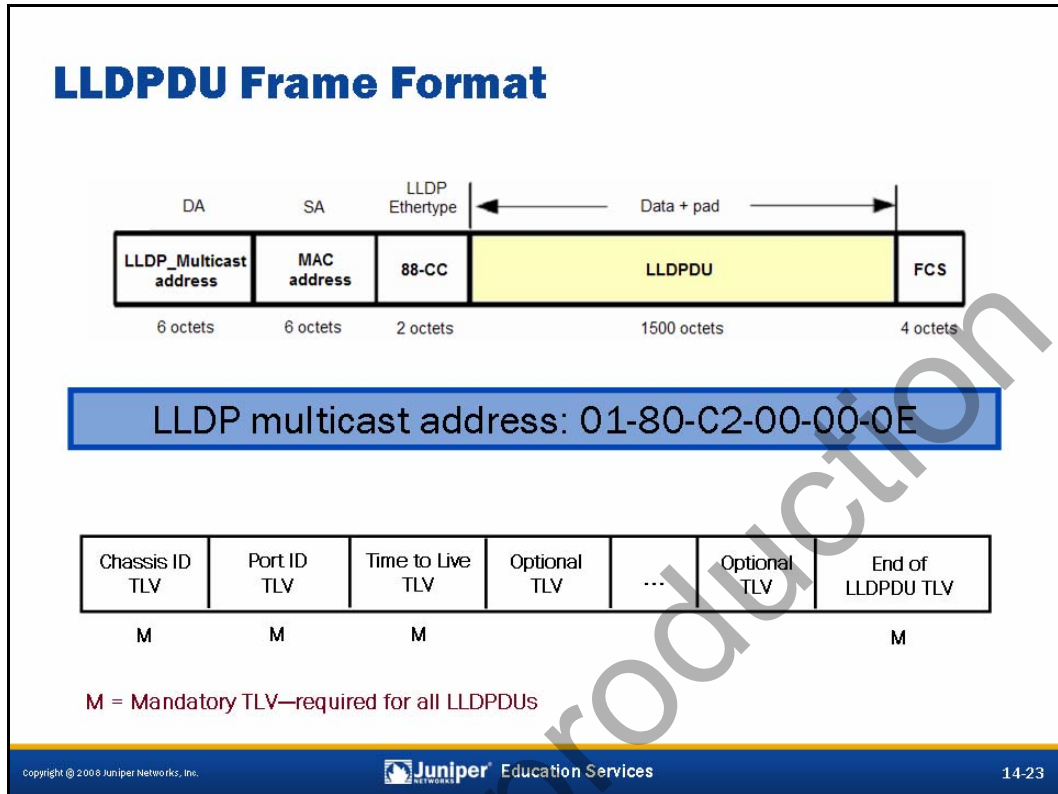 LLDPDU Frame Format
DA
SA
LLDP
Ethertype
Data + pad
LLDP_Multicast
address
MAC
address
88-CC
LLDPDU
FCS
6 octets
6 octets
2 octets
1500 octets
4 octets
LLDP multicast address: 01-80-C2-00-00-0E
Chassis ID
TLV
Port ID
TLV
Time to Live
TLV
Optional
TLV
...
Optional
TLV
End of
LLDPDU TLV
M
M
M
M
M = Mandatory TLV—required for all LLDPDUs
Copyright © 2008 Juniper Networks, Inc.
Juniper
NETWORKS
Education Services
14-23
production